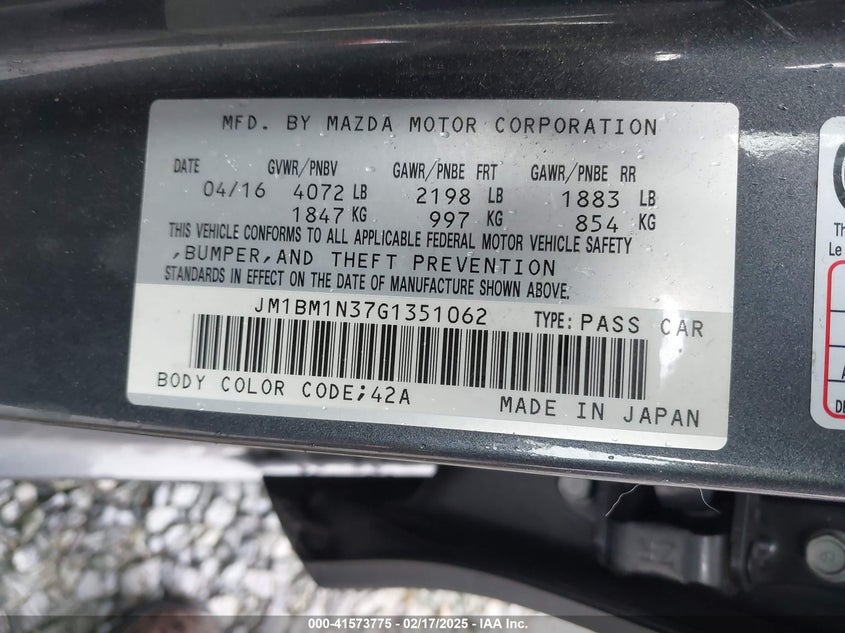 MFD. BY MAZDA MOTOR CORPORATION
DATE GVWR/PNBV GAWR/PNBE FRT GAWR/PNBE RR
04/16 4072 LB 2198 LB 1883 LB
1847 KG 997 KG 854 KG
THIS VEHICLE CONFORMS TO ALL APPLICABLE FEDERAL MOTOR VEHICLE SAFETY
,BUMPER,AND THEFT PREVENTION
STANDARDS IN EFFECT ON THE DATE OF MANUFACTURE SHOWN ABOVE.
JM1BM1N37G1351062 TYPE: PASS CAR
BODY COLOR CODE;42A MADE IN JAPAN
Th
Le
000-41573775 - 02/17/2025 - IAA Inc.